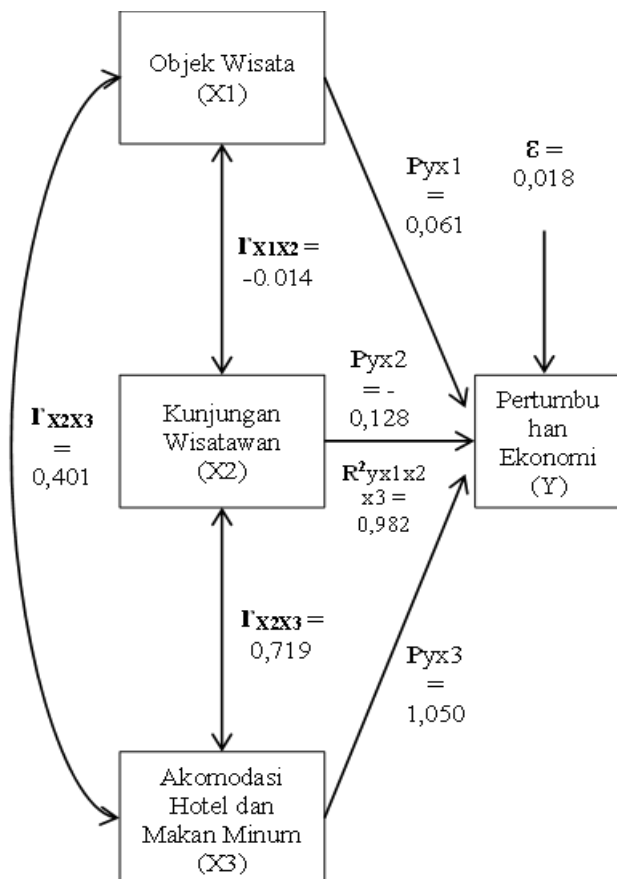 Objek Wisata
(X1)
Pyx1
=
0,061
ε =
0,018
rX1X2 =
-0.014
rX2X3
=
0,401
Kunjungan
Wisatawan
(X2)
Pyx2
= -
0,128
R²yx1x2
x3 =
0,982
Pertumbu
han
Ekonomi
(Y)
rX2X3 =
0,719
Pyx3
=
1,050
Akomodasi
Hotel dan
Makan Minum
(X3)